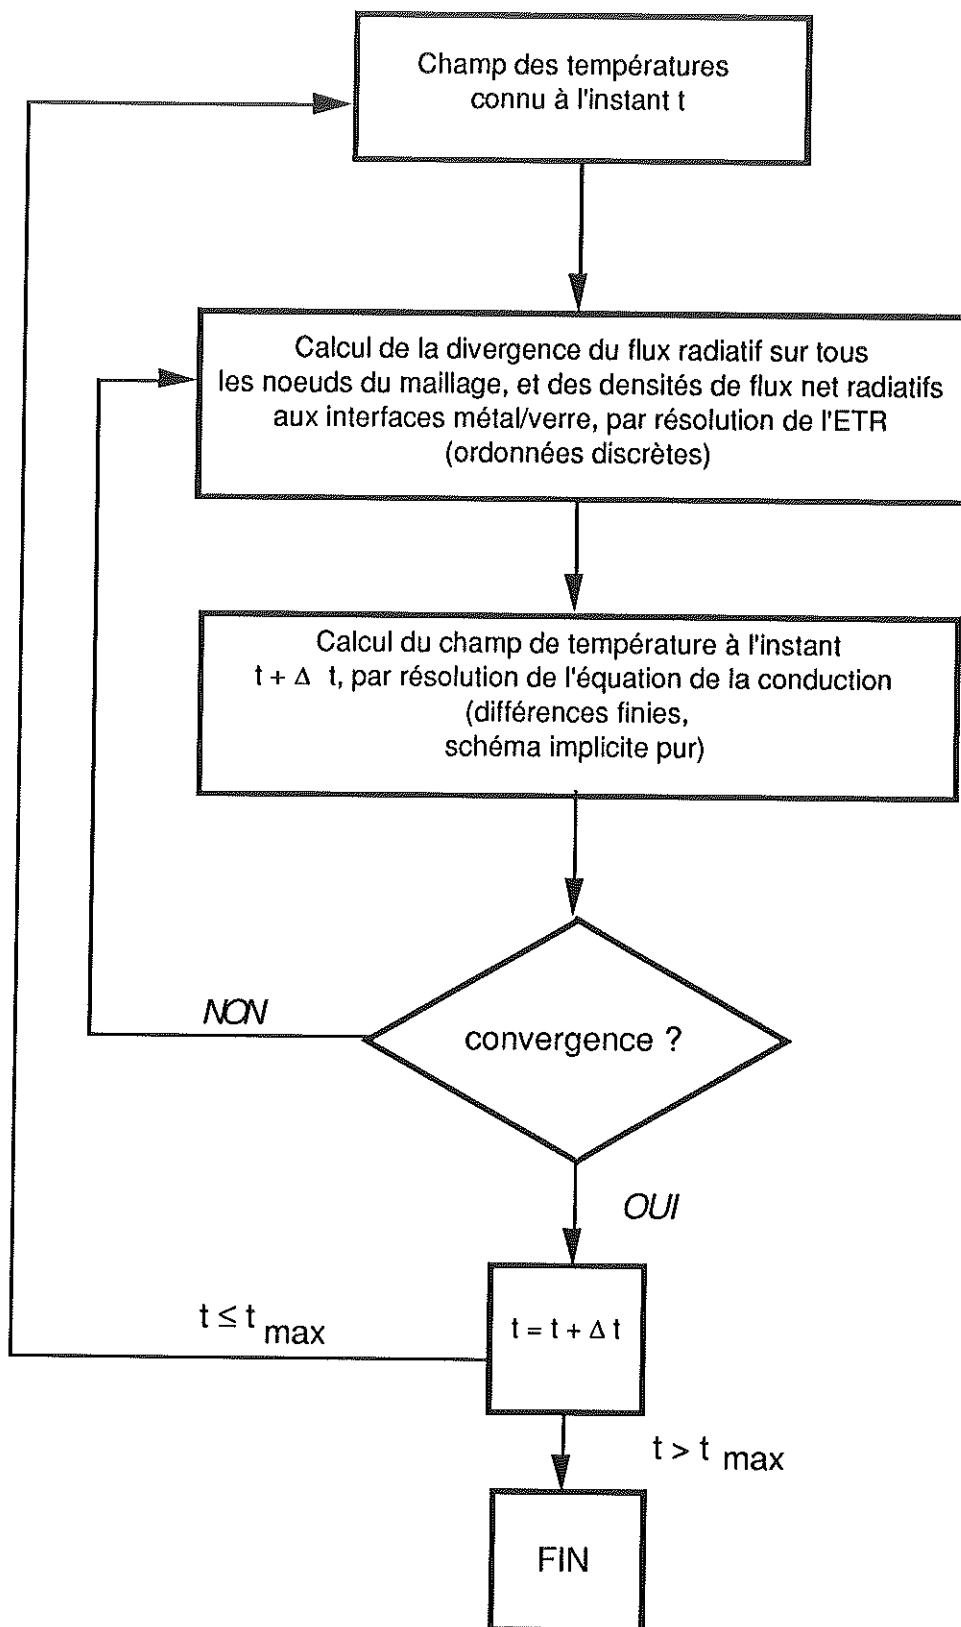 Champ des températures
connu à l'instant t
Calcul de la divergence du flux radiatif sur tous
les noeuds du maillage, et des densités de flux net radiatifs
aux interfaces métal/verre, par résolution de l'ETR
(ordonnées discrètes)
Calcul du champ de température à l'instant
t + Δ t, par résolution de l'équation de la conduction
(différences finies,
schéma implicite pur)
NON
convergence ?
OUI
t ≤ t max
t = t + Δ t
t > t max
FIN